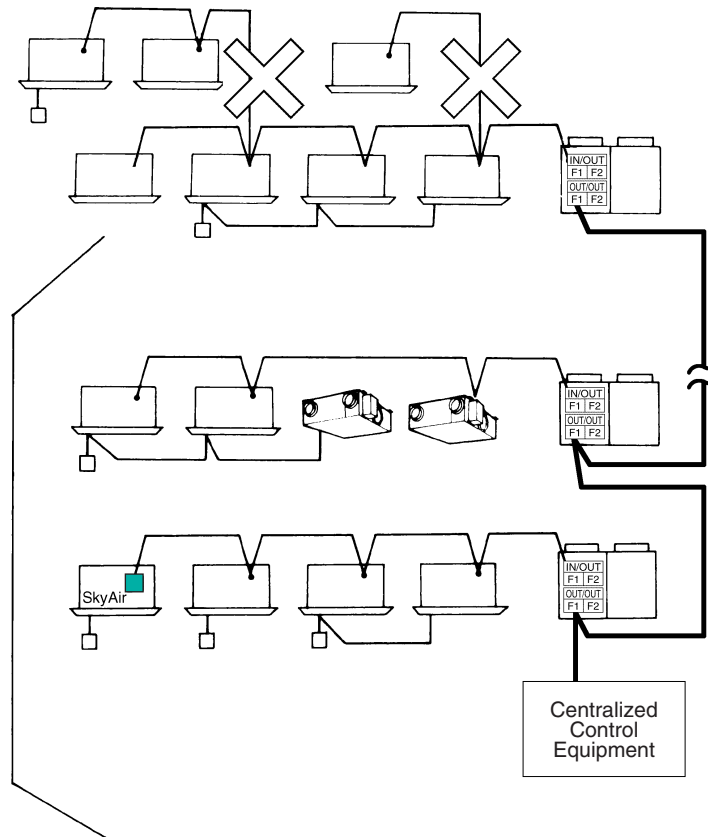 IN/OUT
F1 F2
OUT/OUT
F1 F2
IN/OUT
F1 F2
OUT/OUT
F1 F2
SkyAir
IN/OUT
F1 F2
OUT/OUT
F1 F2
Centralized
Control
Equipment